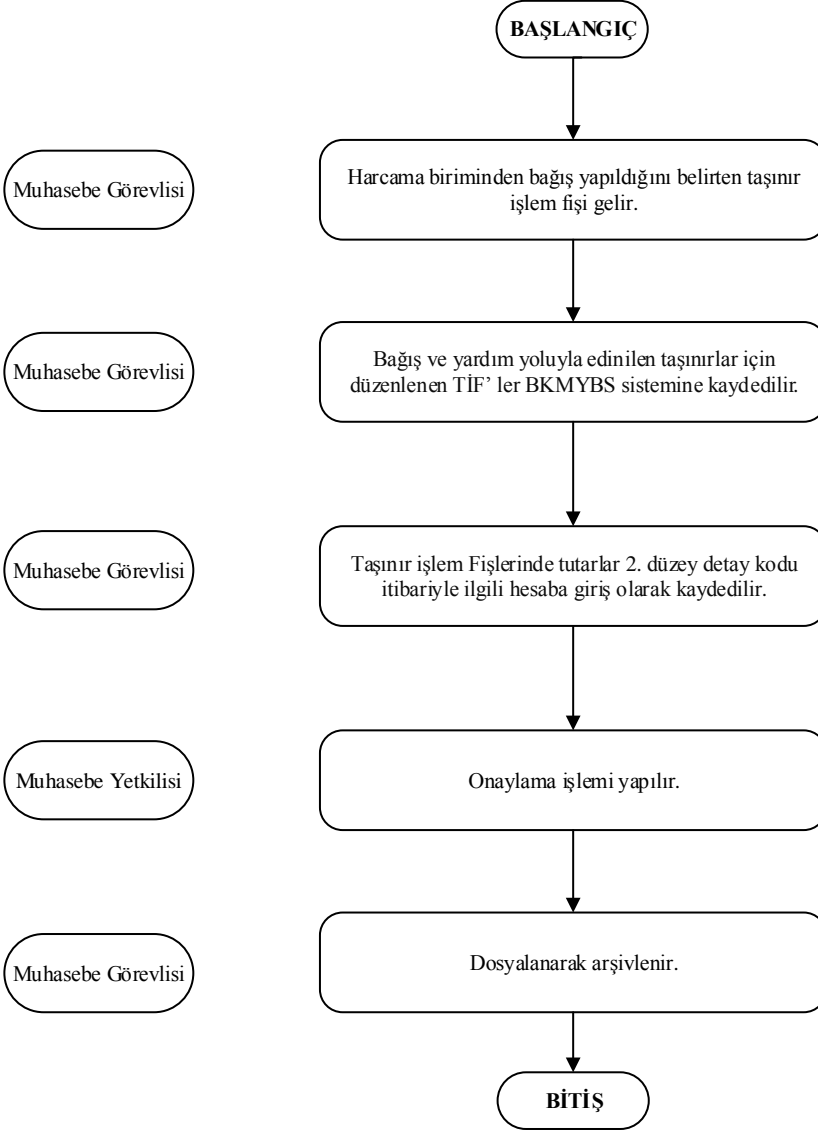 BAŞLANGIÇ
Muhasebe Görevlisi
Harcama biriminden bağış yapıldığını belirten taşınır
işlem fişi gelir.
Muhasebe Görevlisi
Bağış ve yardım yoluyla edinilen taşınırlar için
düzenlenen TİF’ ler BKMYBS sistemine kaydedilir.
Muhasebe Görevlisi
Taşınır işlem Fişlerinde tutarlar 2. düzey detay kodu
itibariyle ilgili hesaba giriş olarak kaydedilir.
Muhasebe Yetkilisi
Onaylama işlemi yapılır.
Muhasebe Görevlisi
Dosyalanarak arşivlenir.
BİTİŞ